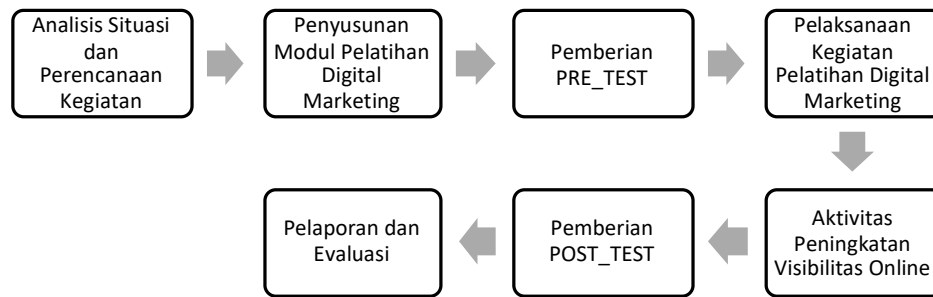 Analisis Situasi
dan
Perencanaan
Kegiatan
Penyusunan
Modul Pelatihan
Digital
Marketing
Pemberian
PRE_TEST
Pelaksanaan
Kegiatan
Pelatihan Digital
Marketing
Aktivitas
Peningkatan
Visibilitas Online
Pemberian
POST_TEST
Pelaporan dan
Evaluasi